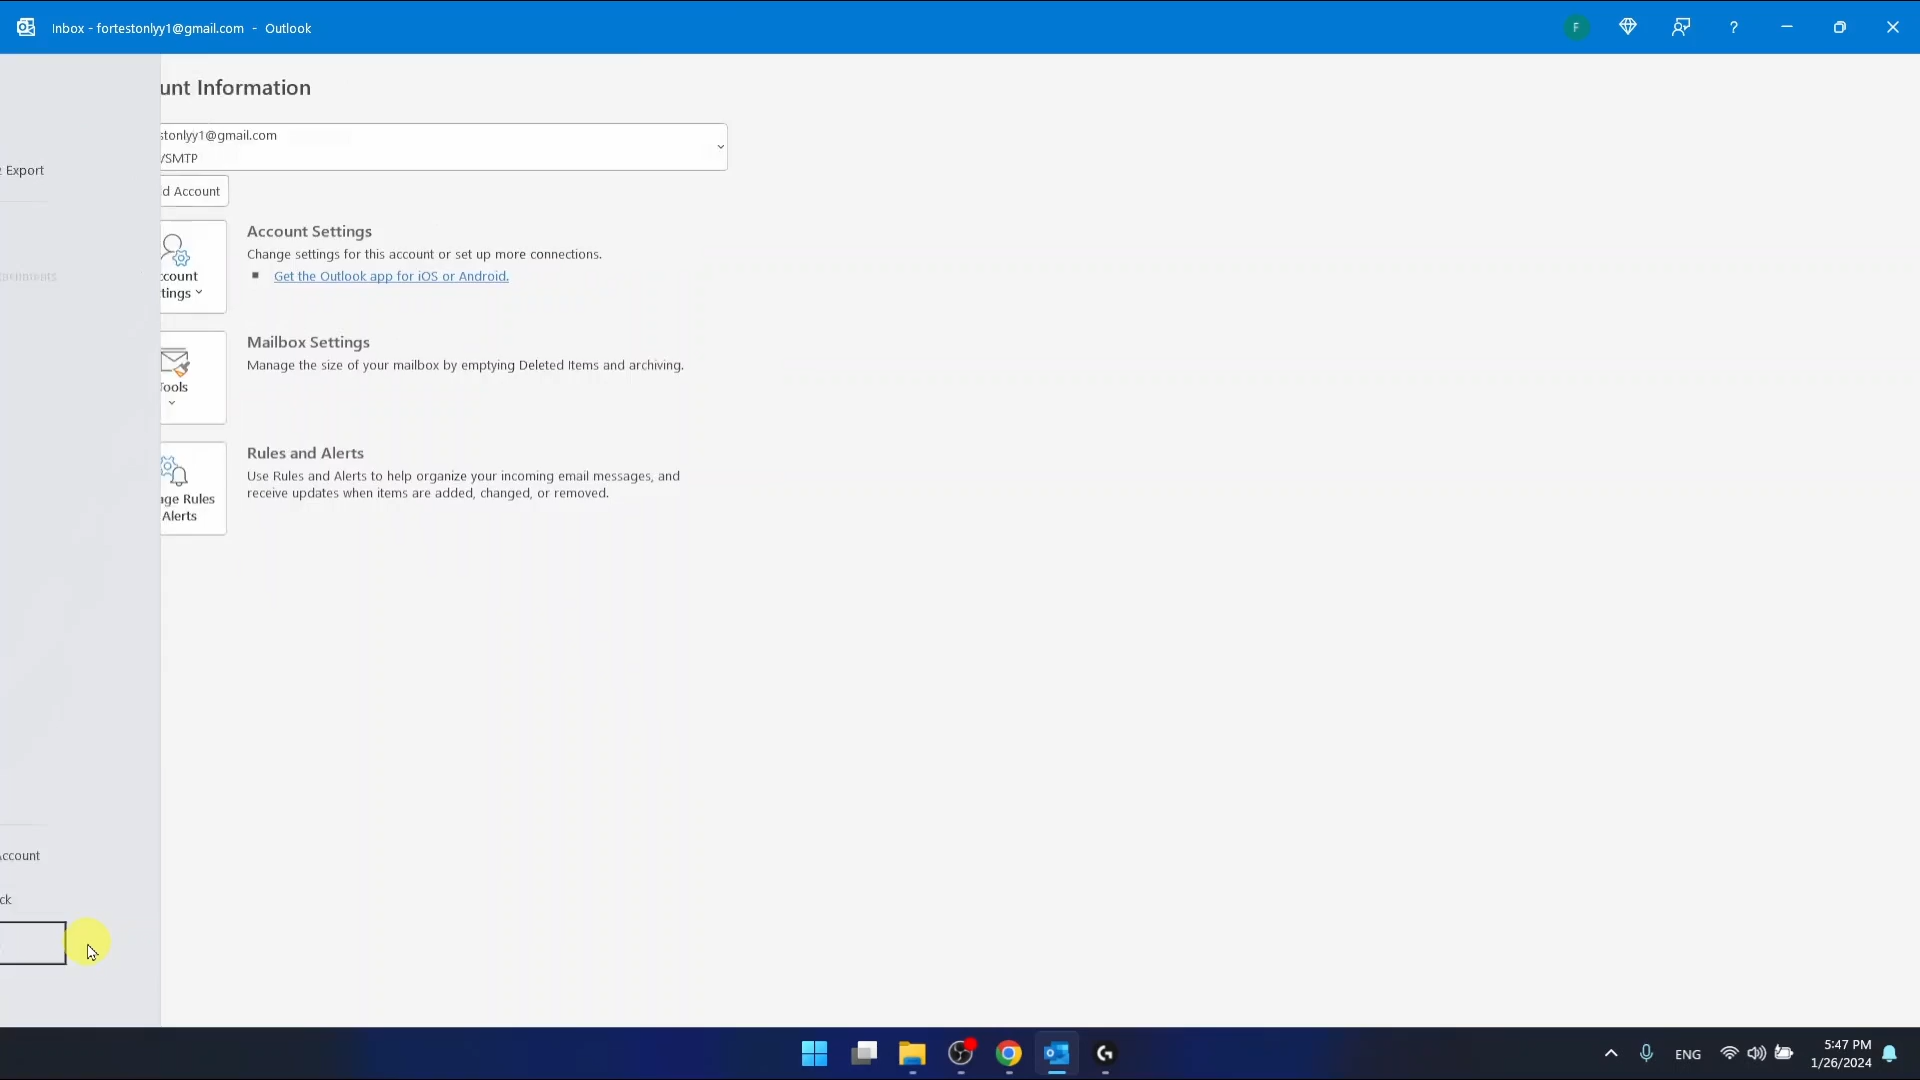 Inbox - fortestonlyy1@gmail.com - Outlook
F
?
unt Information
stonlyy1@gmail.com
/SMTP
Export
d Account
Account Settings
Change settings for this account or set up more connections.
Get the Outlook app for iOS or Android.
ccount
tings
Mailbox Settings
Manage the size of your mailbox by emptying Deleted Items and archiving.
Tools
Rules and Alerts
Use Rules and Alerts to help organize your incoming email messages, and
receive updates when items are added, changed, or removed.
ge Rules
Alerts
Account
ck
ENG
5:47 PM
1/26/2024